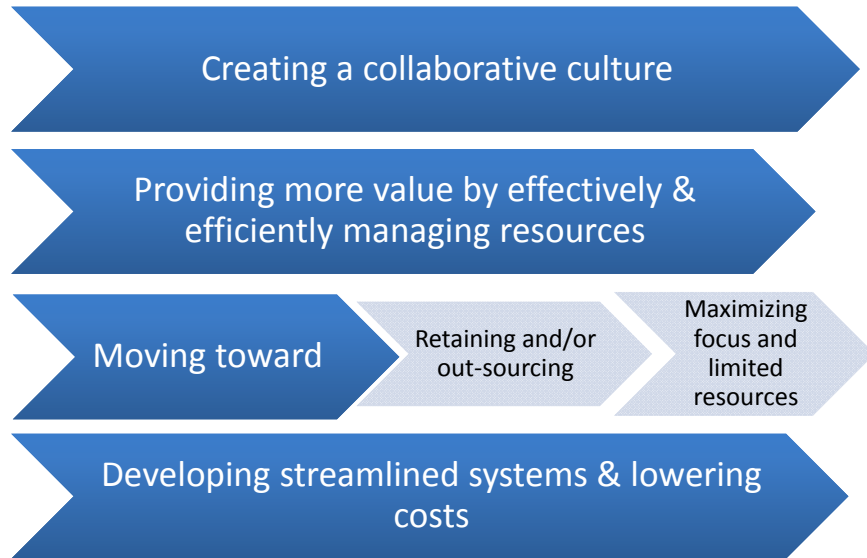 Creating a collaborative culture
Providing more value by effectively &
efficiently managing resources
Moving toward
Retaining and/or
out-sourcing
Maximizing
focus and
limited
resources
Developing streamlined systems & lowering
costs